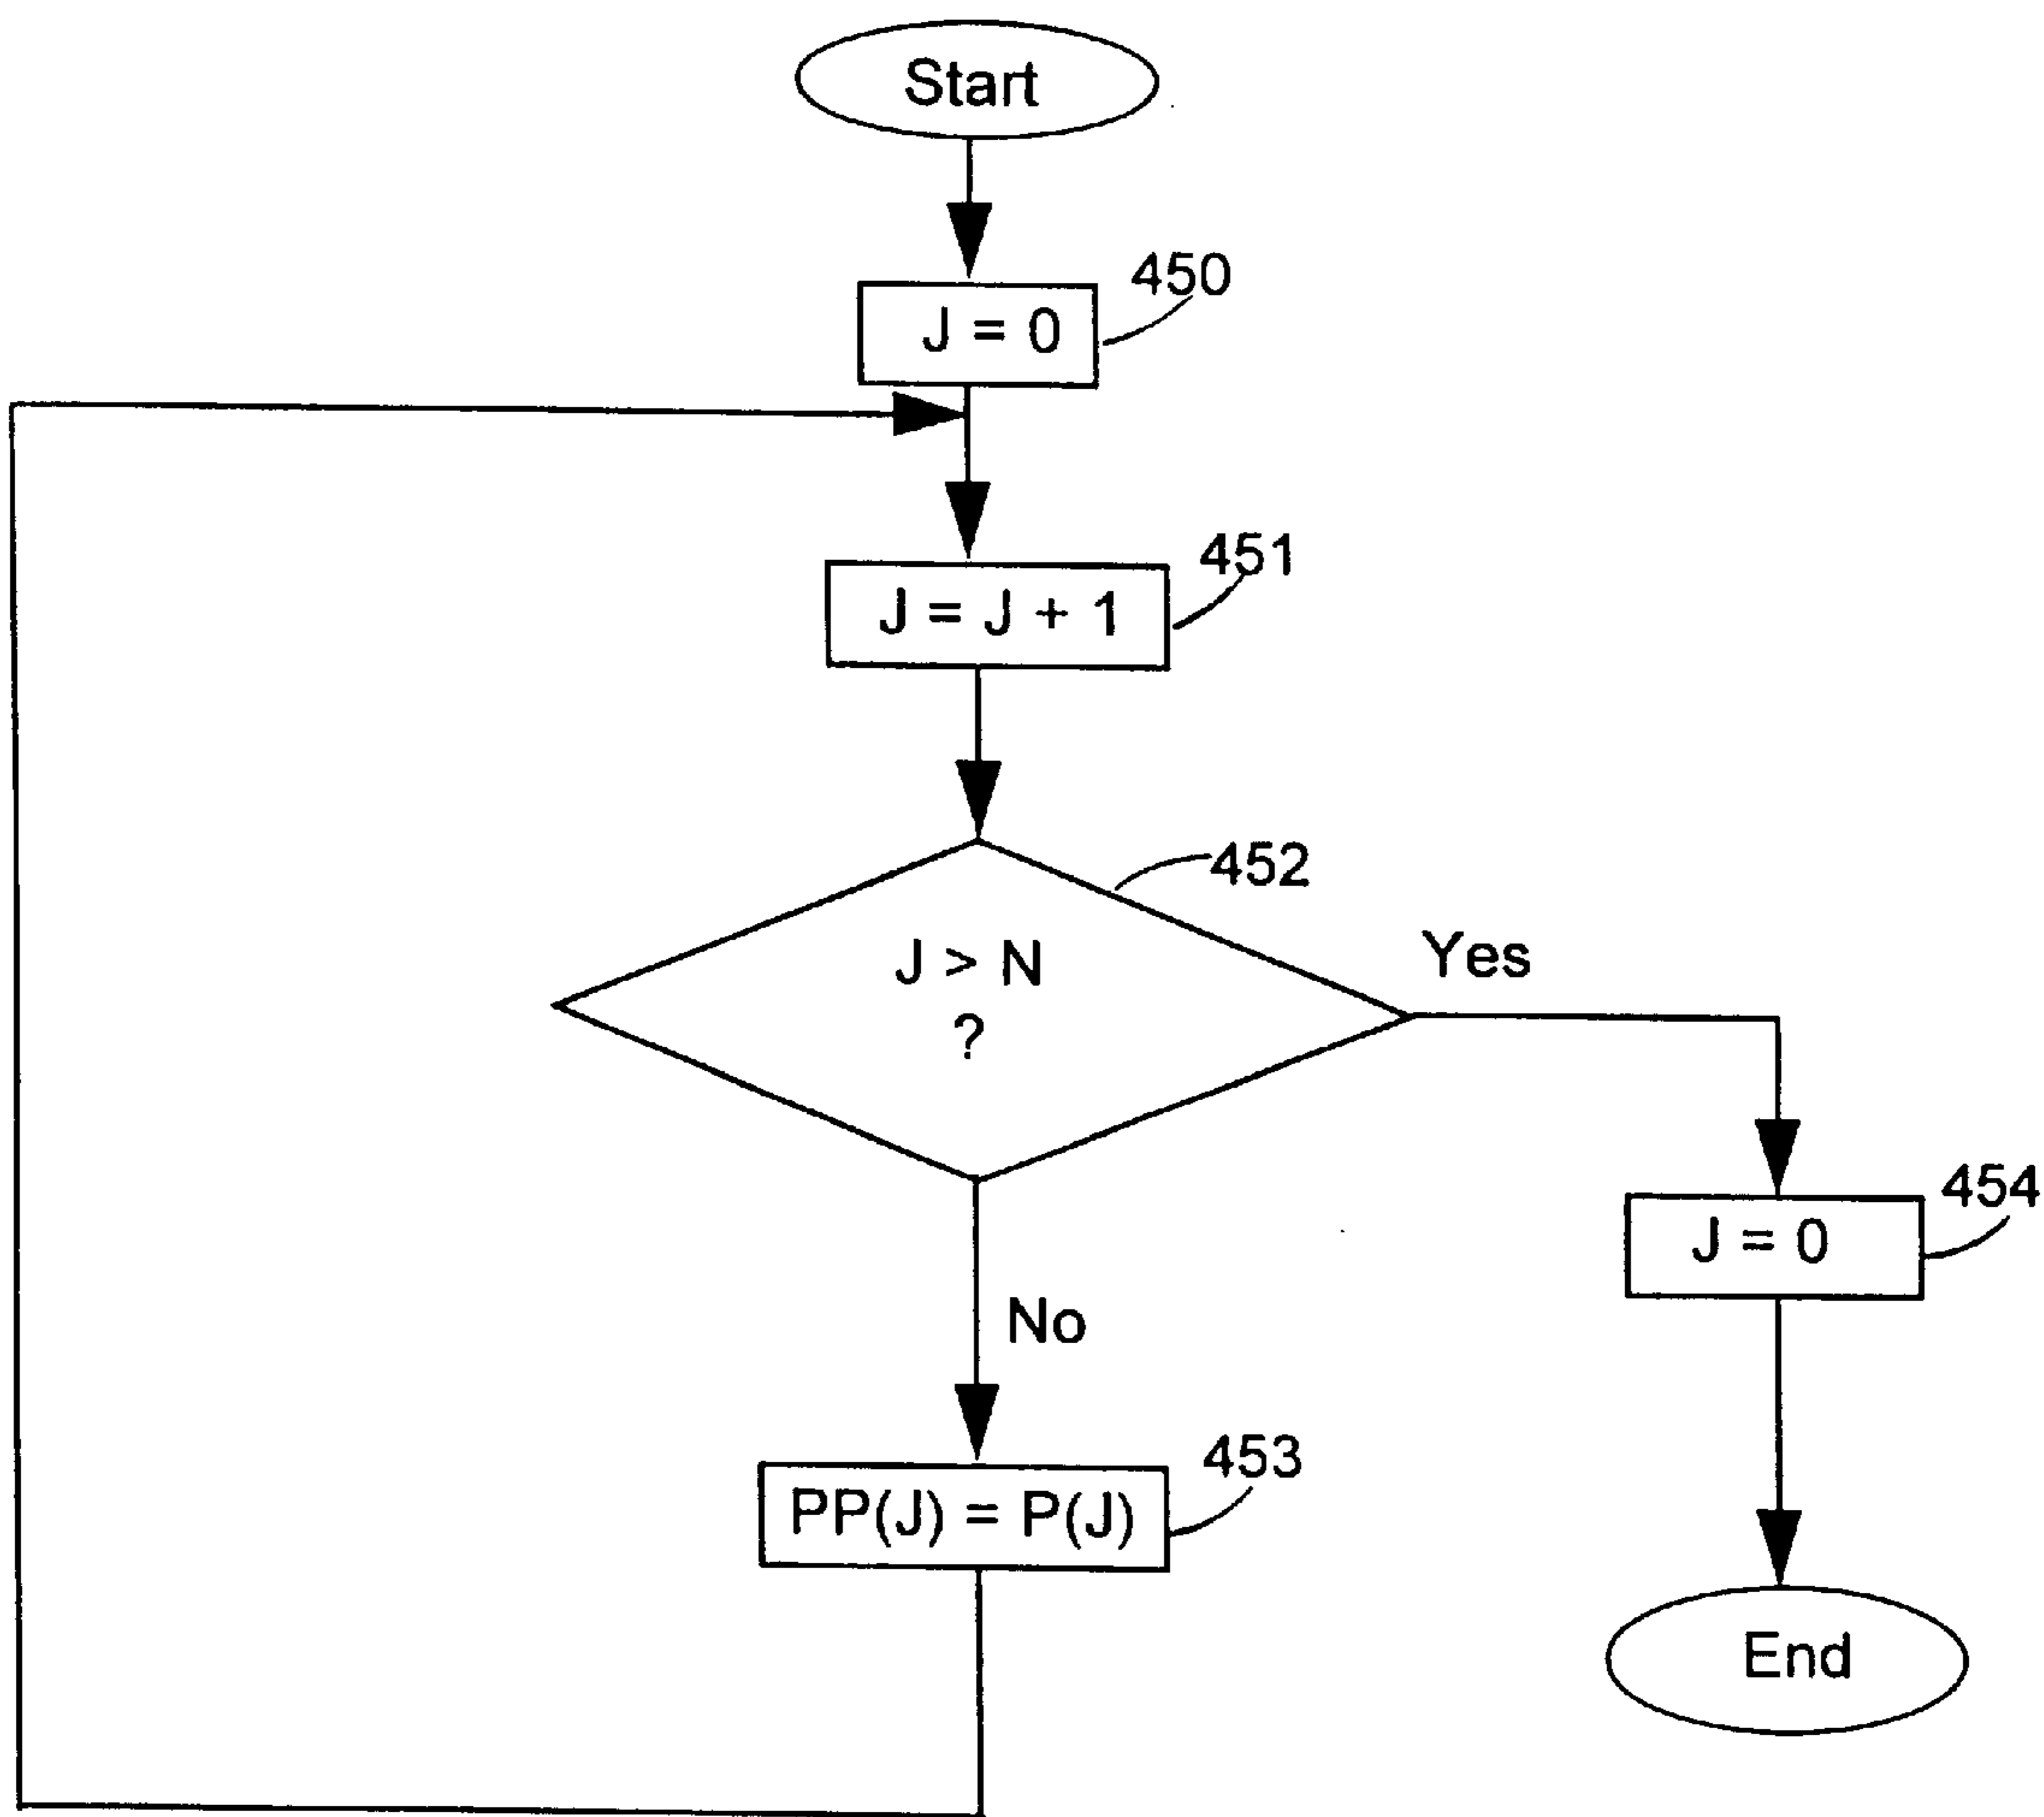 Start
450
J = 0
451
J = J + 1
452
J > N
?
Yes
454
J = 0
No
453
PP(J) = P(J)
End